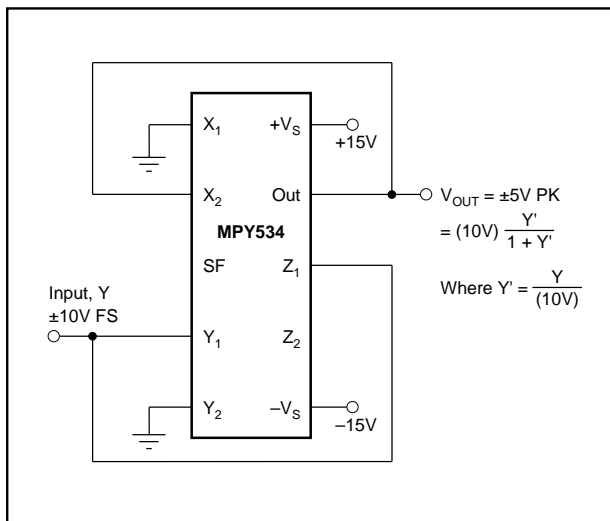 X1
+VS
+15V
X2
Out
VOUT = ±5V PK
MPY534
= (10V) Y' / 1 + Y'
SF
Z1
Input, Y
±10V FS
Where Y' = Y / (10V)
Y1
Z2
Y2
–VS
–15V